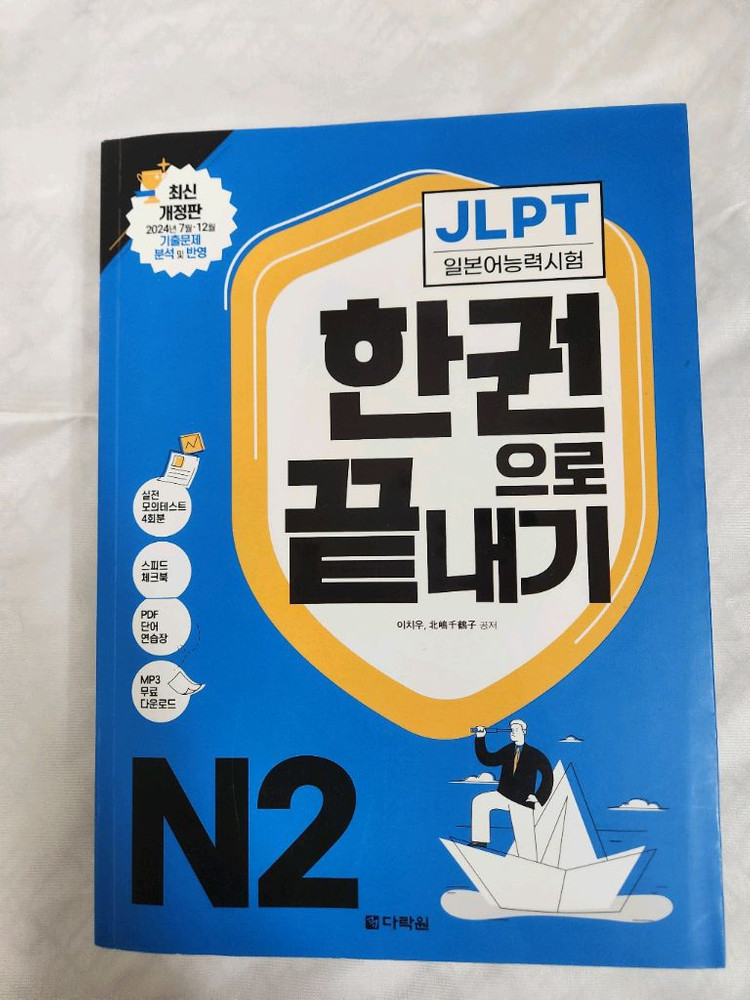 최신
개정판
2024년 7월·12월
기출문제
분석 및 반영
JLPT
일본어능력시험
한권
으로
끝내기
이치우, 北嶋千鶴子 공저
실전
모의테스트
4회분
스피드
체크북
PDF
단어
연습장
MP3
무료
다운로드
N2
다락원